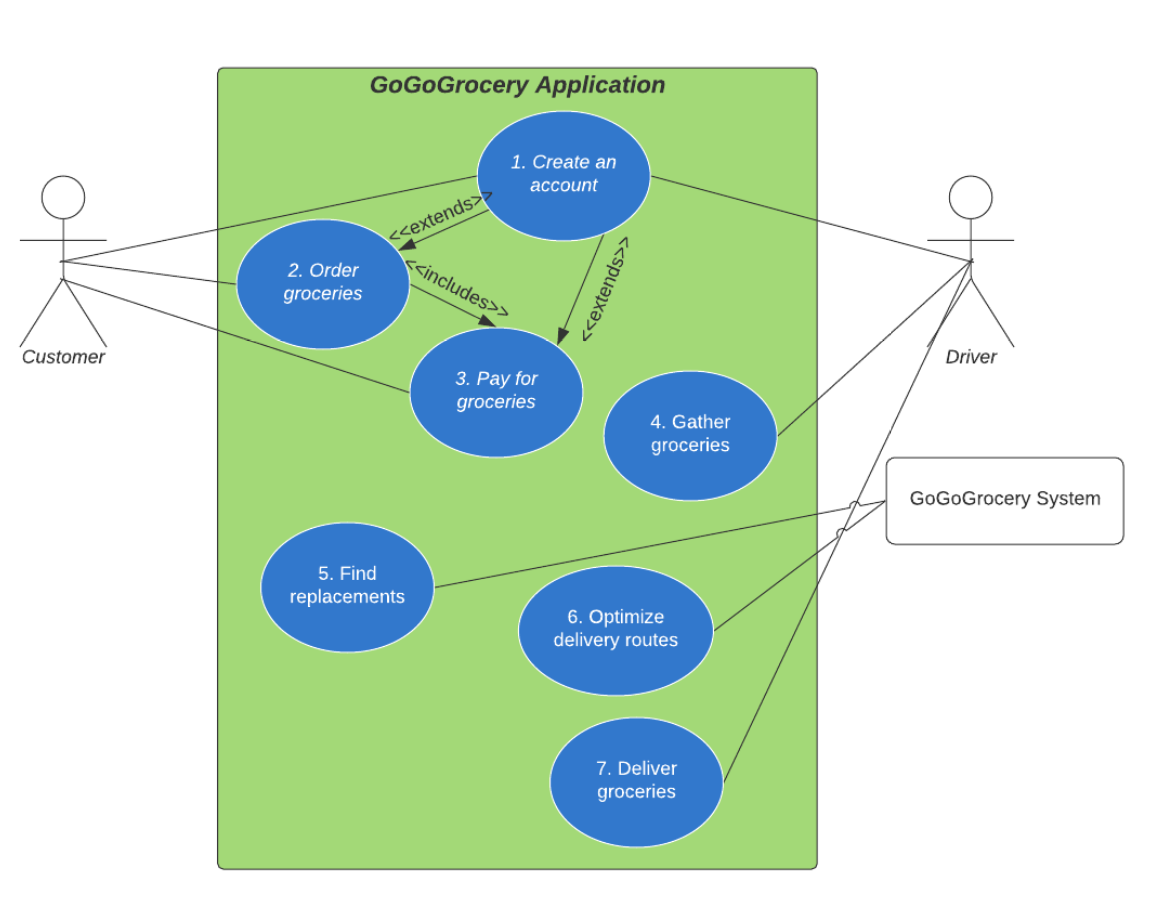 GoGoGrocery Application
1. Create an
account
<<extends>>
2. Order
groceries
<<includes>>
<<extends>>
3. Pay for
groceries
Customer
Driver
4. Gather
groceries
GoGoGrocery System
5. Find
replacements
6. Optimize
delivery routes
7. Deliver
groceries